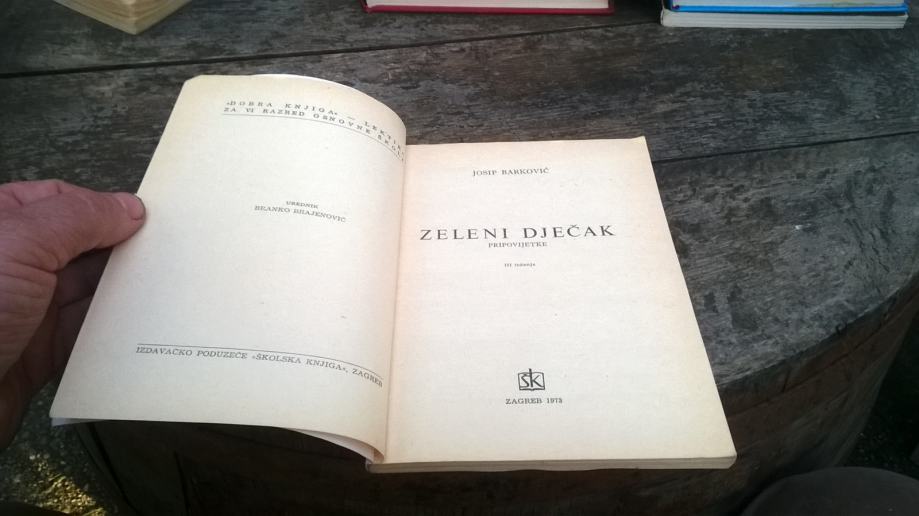 »DOBRA KNJIGA« — LEKTIRA
ZA VI RAZRED OSNOVNE ŠKOLE
UREDNIK
BRANKO BRAJENOVIĆ
IZDAVAČKO PODUZEĆE »ŠKOLSKA KNJIGA«, ZAGREB
JOSIP BARKOVIĆ
ZELENI DJEČAK
PRIPOVIJETKE
III izdanje
ŠK
ZAGREB 1973